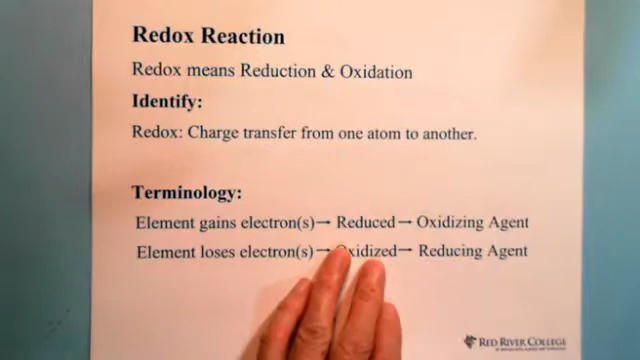 Redox Reaction
Redox means Reduction & Oxidation
Identify:
Redox: Charge transfer from one atom to another.
Terminology:
Element gains electron(s)→ Reduced→ Oxidizing Agent
Element loses electron(s)→ Oxidized→ Reducing Agent
RED RIVER COLLEGE